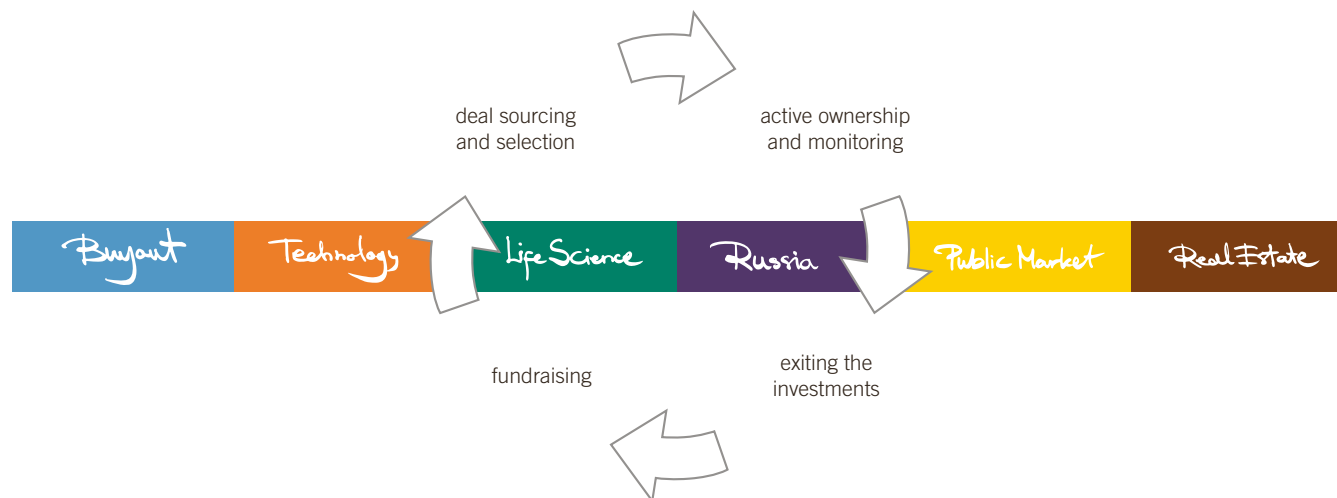 deal sourcing
and selection
active ownership
and monitoring
Buyout
Technology
Life Science
Russia
Public Market
Real Estate
fundraising
exiting the
investments